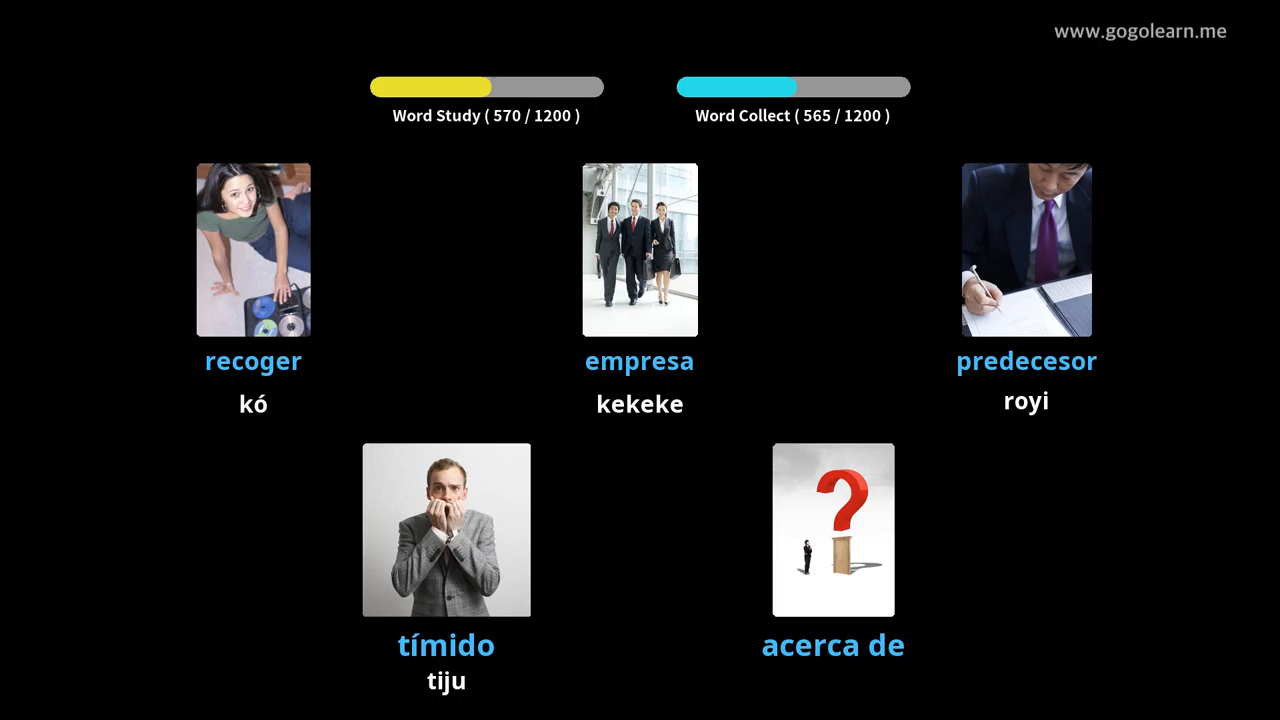 www.gogolearn.me
Word Study ( 570 / 1200 )
Word Collect ( 565 / 1200 )
recoger
kó
empresa
kekeke
predecesor
royi
tímido
tiju
acerca de